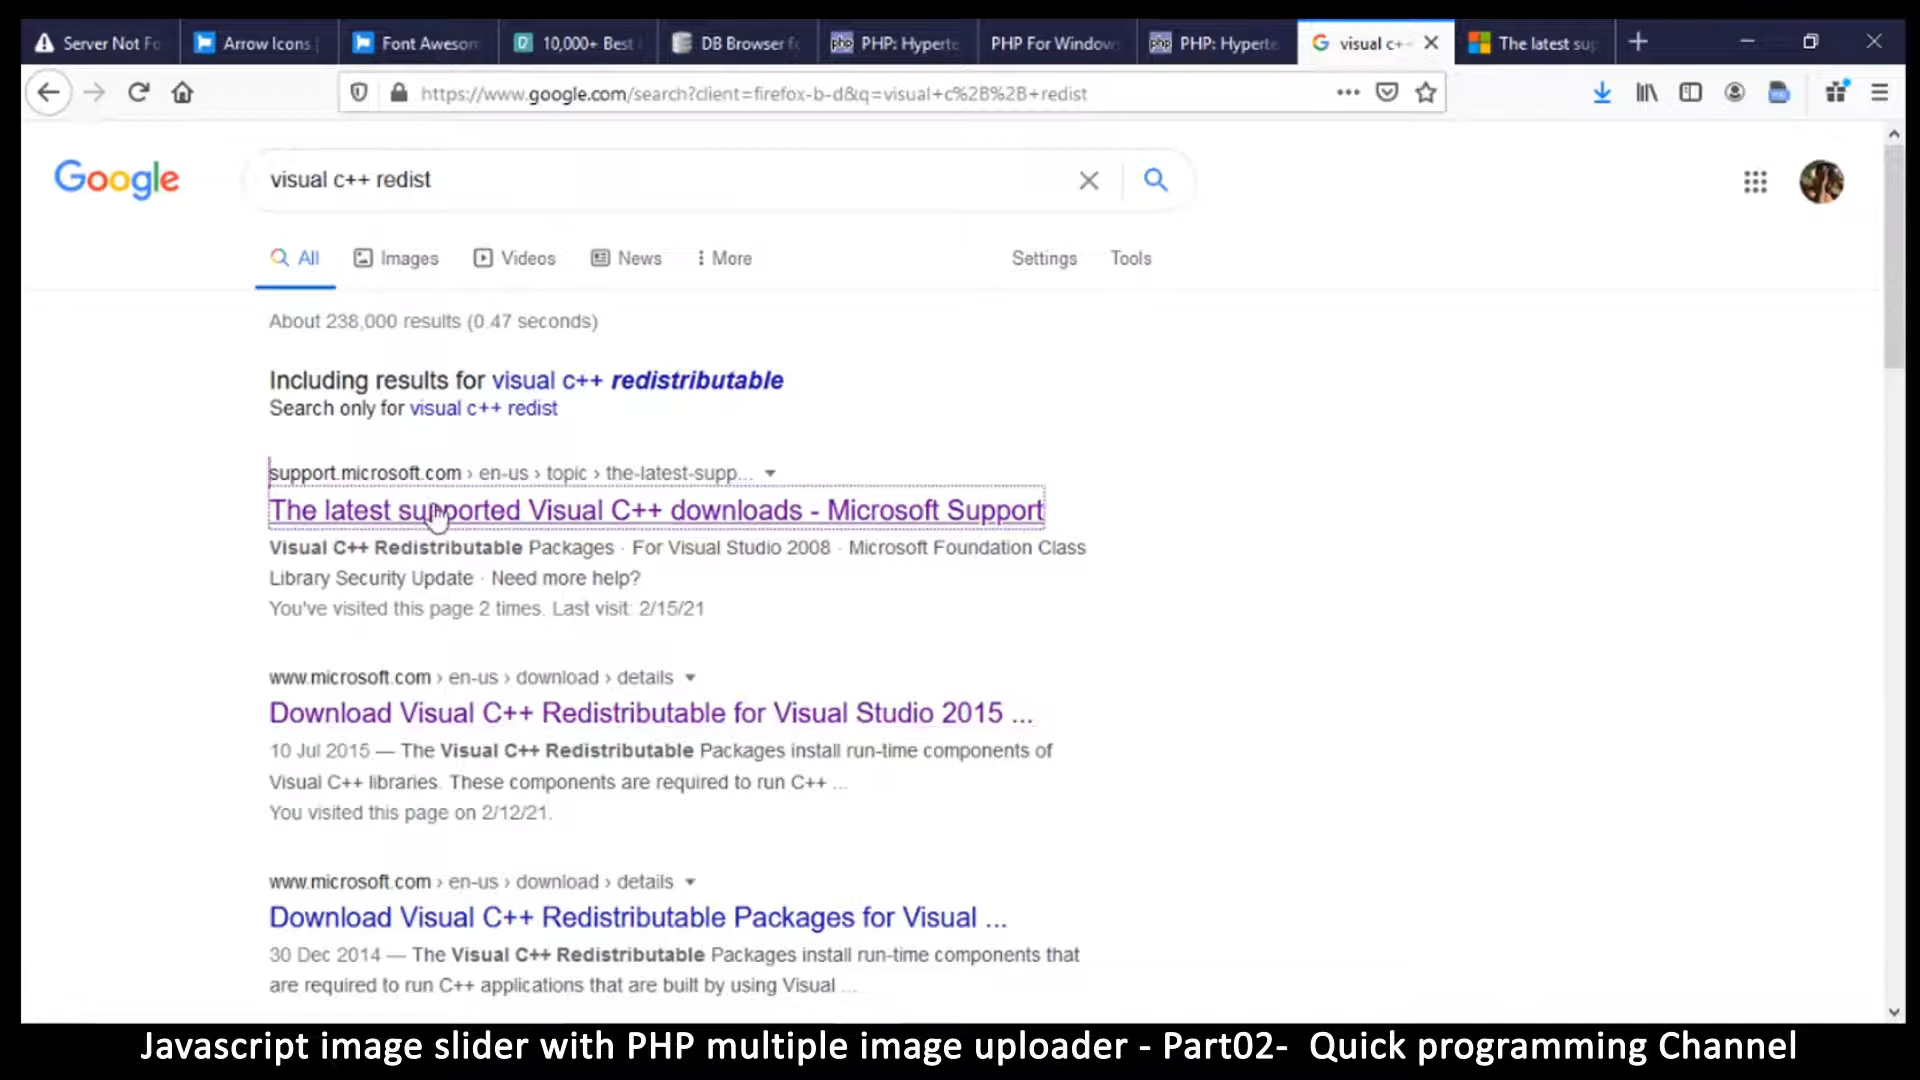 Server Not Fo
Arrow Icons
Font Aweson
10,000+ Best
DB Browser fo
php PHP: Hyperte
PHP For Window
php PHP: Hyperte
visual c+
The latest sup
https://www.google.com/search?client=firefox-b-d&q=visual+c%2B%2B+redist
Google
visual c++ redist
All
Images
Videos
News
More
Settings
Tools
About 238,000 results (0.47 seconds)
Including results for visual c++ redistributable
Search only for visual c++ redist
support.microsoft.com › en-us › topic › the-latest-supp...
The latest supported Visual C++ downloads - Microsoft Support
Visual C++ Redistributable Packages · For Visual Studio 2008 · Microsoft Foundation Class
Library Security Update · Need more help?
You've visited this page 2 times. Last visit: 2/15/21
www.microsoft.com › en-us › download › details
Download Visual C++ Redistributable for Visual Studio 2015 ...
10 Jul 2015 — The Visual C++ Redistributable Packages install run-time components of
Visual C++ libraries. These components are required to run C++ ...
You visited this page on 2/12/21.
www.microsoft.com › en-us › download › details
Download Visual C++ Redistributable Packages for Visual ...
30 Dec 2014 — The Visual C++ Redistributable Packages install run-time components that
are required to run C++ applications that are built by using Visual ...
Javascript image slider with PHP multiple image uploader - Part02- Quick programming Channel